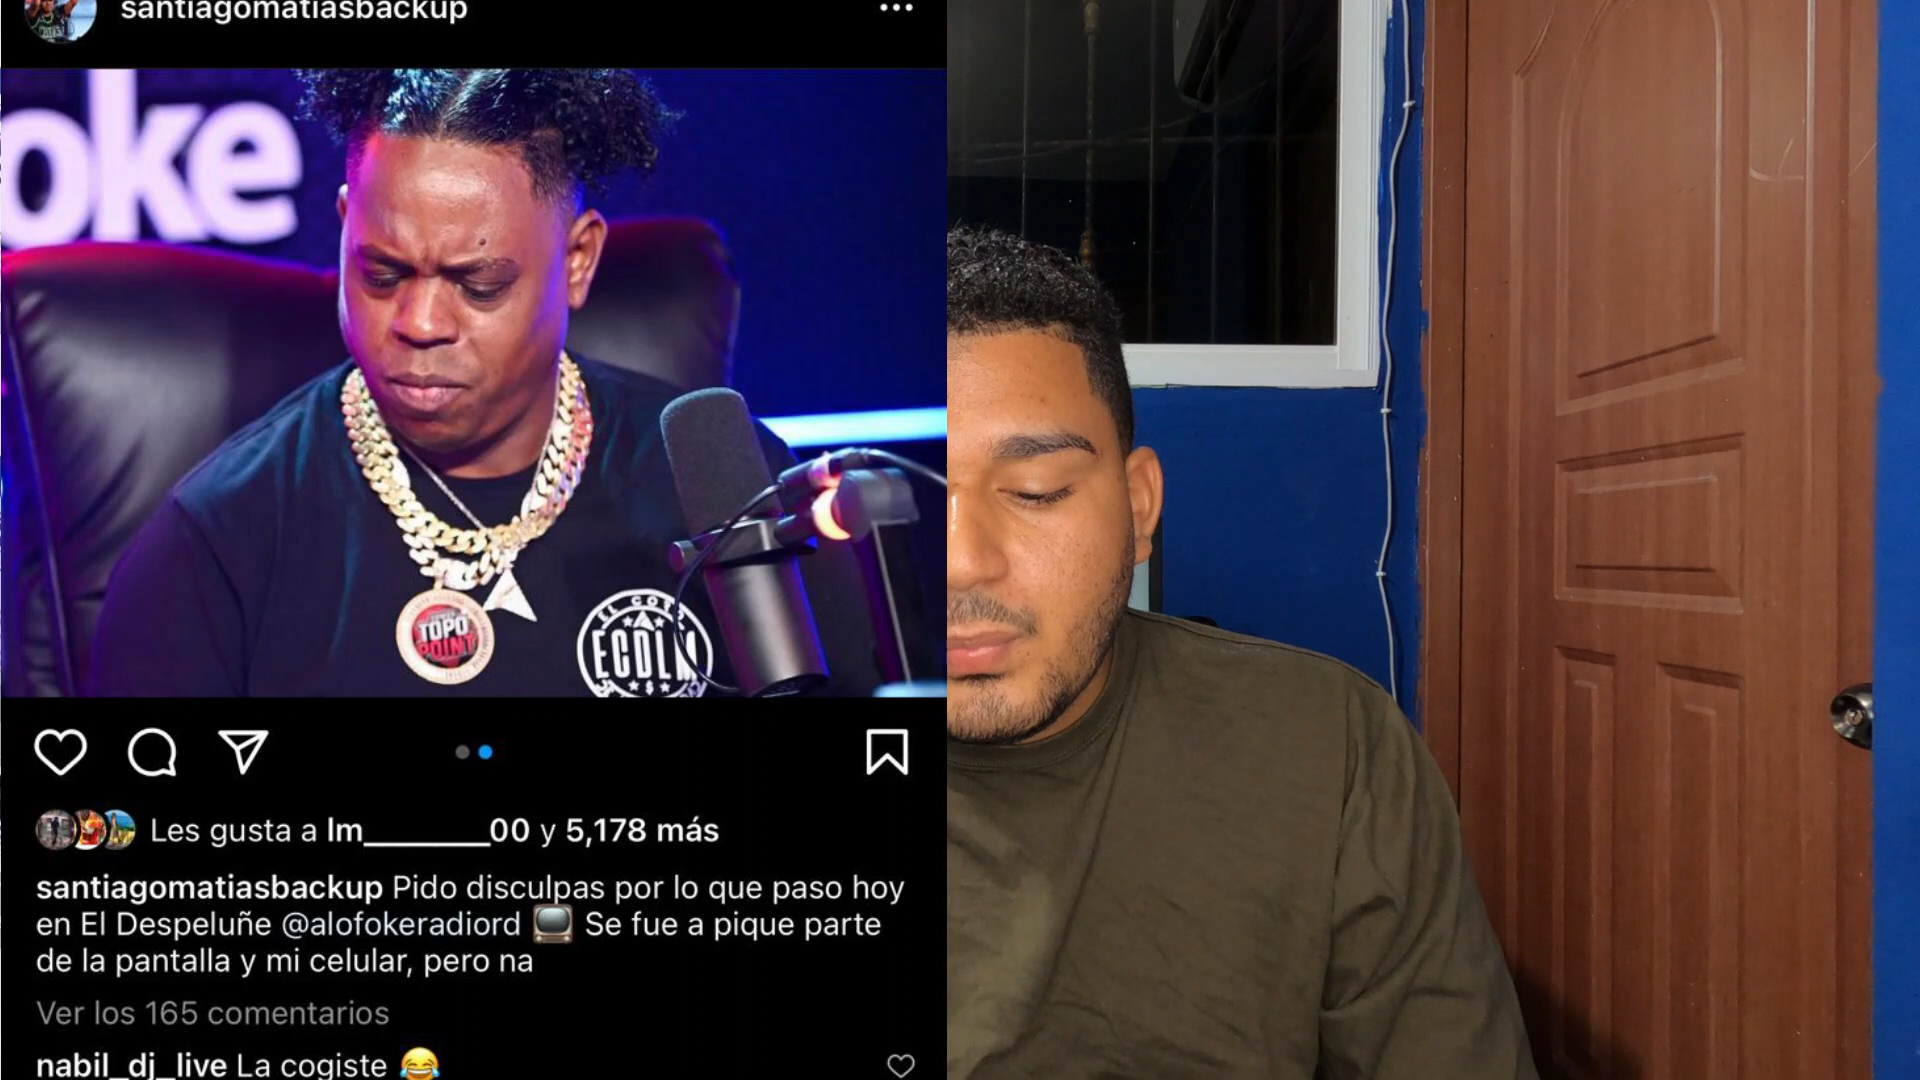 santiagomatiasbackup
oke
TOPO
POINT
ECDLM
Les gusta a lm________00 y 5,178 más
santiagomatiasbackup Pido disculpas por lo que paso hoy
en El Despeluñe @alofokeradiord 📺 Se fue a pique parte
de la pantalla y mi celular, pero na
Ver los 165 comentarios
nabil_dj_live La cogiste 😂